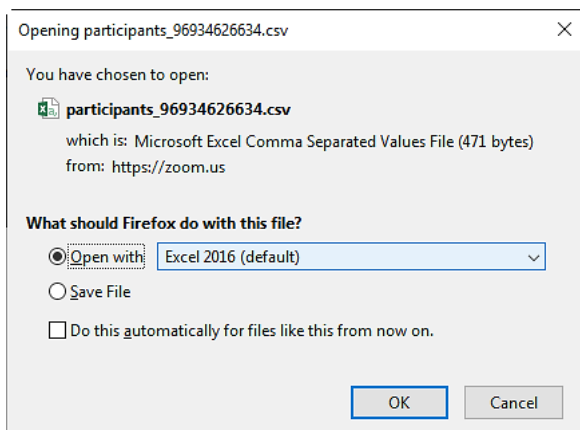 Opening participants_96934626634.csv
You have chosen to open:
participants_96934626634.csv
which is: Microsoft Excel Comma Separated Values File (471 bytes)
from: https://zoom.us
What should Firefox do with this file?
Open with Excel 2016 (default)
Save File
Do this automatically for files like this from now on.
OK Cancel